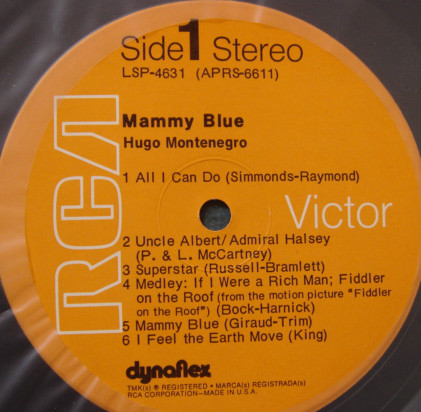 Side 1 Stereo
LSP-4631 (APRS-6611)
RCA
Mammy Blue
Hugo Montenegro
1 All I Can Do (Simmonds-Raymond)
Victor
2 Uncle Albert/Admiral Halsey
(P. & L. McCartney)
3 Superstar (Russell-Bramlett)
4 Medley: If I Were a Rich Man; Fiddler
on the Roof (from the motion picture "Fiddler
on the Roof") (Bock-Harnick)
5 Mammy Blue (Giraud-Trim)
6 I Feel the Earth Move (King)
dynaflex
TMK(s) ® REGISTERED • MARCA(s) REGISTRADA(s)
RCA CORPORATION—MADE IN U.S.A.